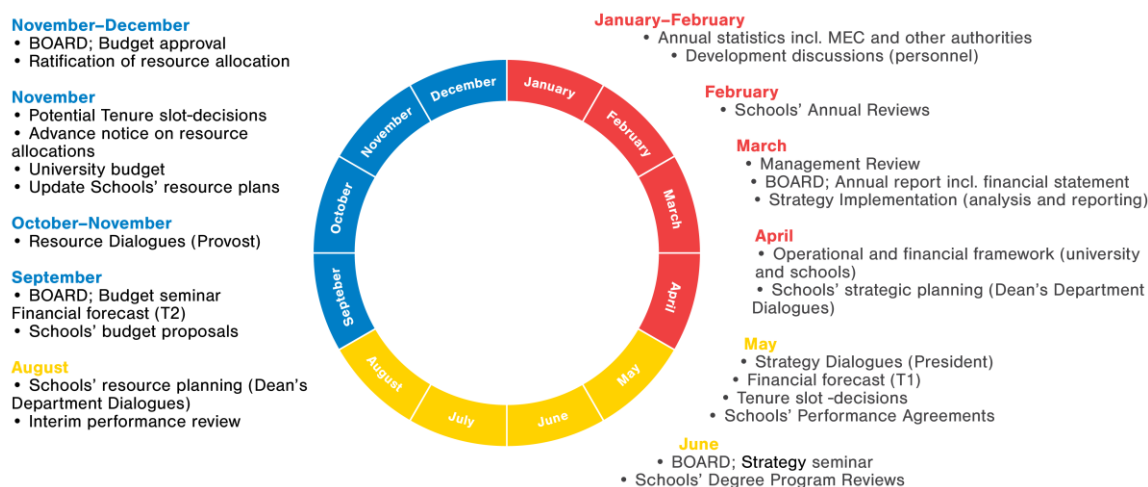 November–December
• BOARD; Budget approval
• Ratification of resource allocation
November
• Potential Tenure slot-decisions
• Advance notice on resource
allocations
• University budget
• Update Schools’ resource plans
October–November
• Resource Dialogues (Provost)
September
• BOARD; Budget seminar
Financial forecast (T2)
• Schools’ budget proposals
August
• Schools’ resource planning (Dean’s
Department Dialogues)
• Interim performance review
January
February
March
April
May
June
July
August
Septeber
October
November
December
January–February
• Annual statistics incl. MEC and other authorities
• Development discussions (personnel)
February
• Schools’ Annual Reviews
March
• Management Review
• BOARD; Annual report incl. financial statement
• Strategy Implementation (analysis and reporting)
April
• Operational and financial framework (university
and schools)
• Schools’ strategic planning (Dean’s Department
Dialogues)
May
• Strategy Dialogues (President)
• Financial forecast (T1)
• Tenure slot -decisions
• Schools’ Performance Agreements
June
• BOARD; Strategy seminar
• Schools’ Degree Program Reviews